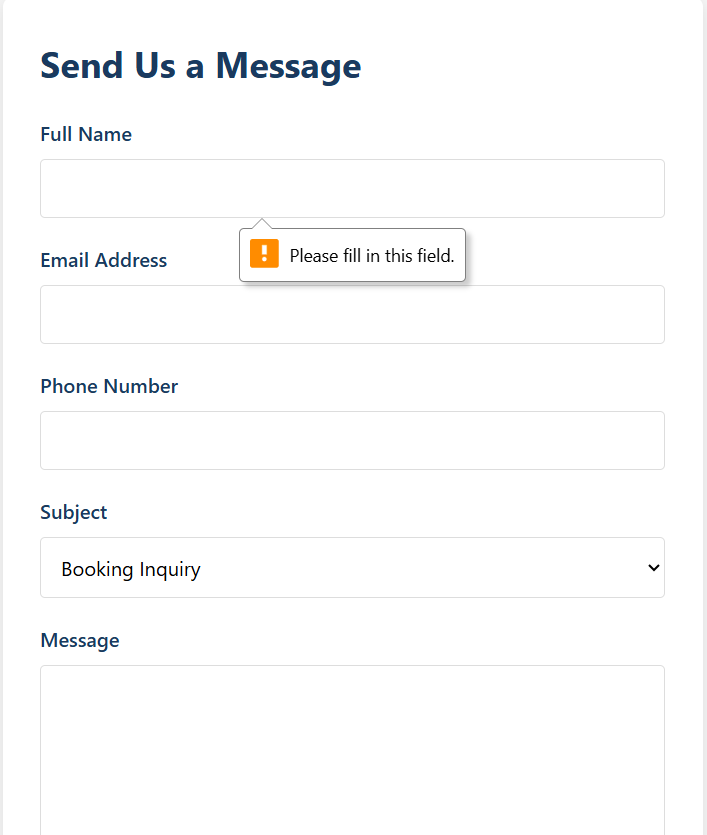 Send Us a Message
Full Name
Please fill in this field.
Email Address
Phone Number
Subject
Booking Inquiry
Message